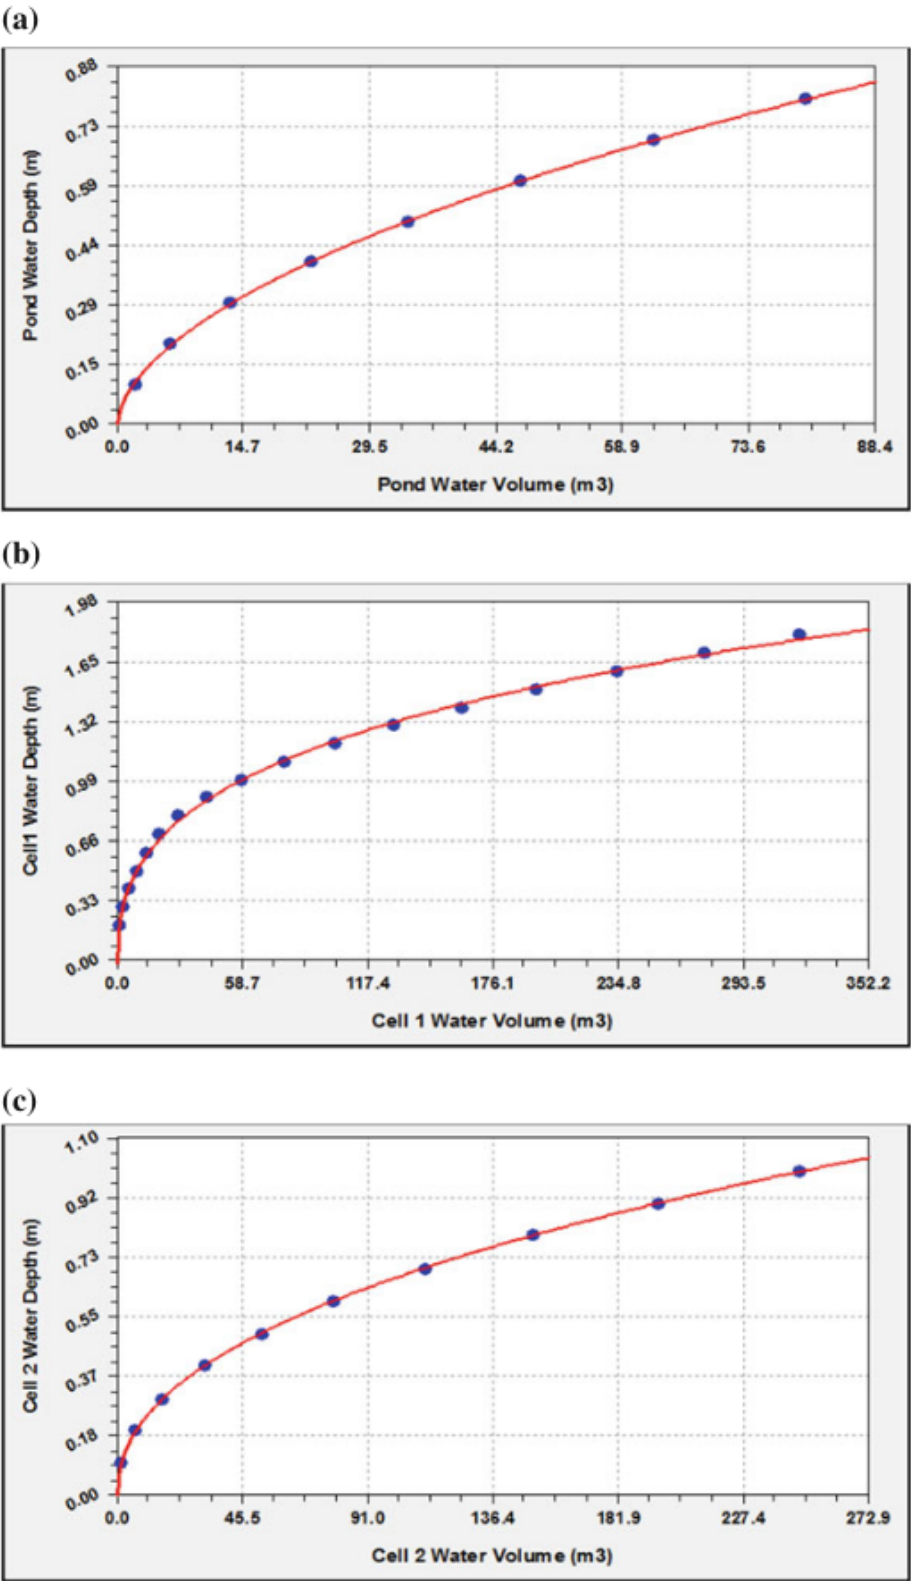 (a)
0.88
0.73
0.59
0.44
0.29
0.15
0.00
Pond Water Depth (m)
0.0 14.7 29.5 44.2 58.9 73.6 88.4
Pond Water Volume (m3)
(b)
1.98
1.65
1.32
0.99
0.66
0.33
0.00
Cell1 Water Depth (m)
0.0 58.7 117.4 176.1 234.8 293.5 352.2
Cell 1 Water Volume (m3)
(c)
1.10
0.92
0.73
0.55
0.37
0.18
0.00
Cell 2 Water Depth (m)
0.0 45.5 91.0 136.4 181.9 227.4 272.9
Cell 2 Water Volume (m3)